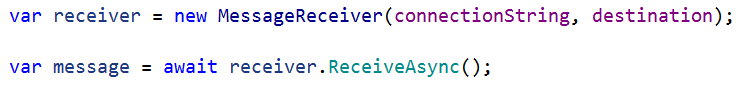 var receiver = new MessageReceiver(connectionString, destination);
var message = await receiver.ReceiveAsync();